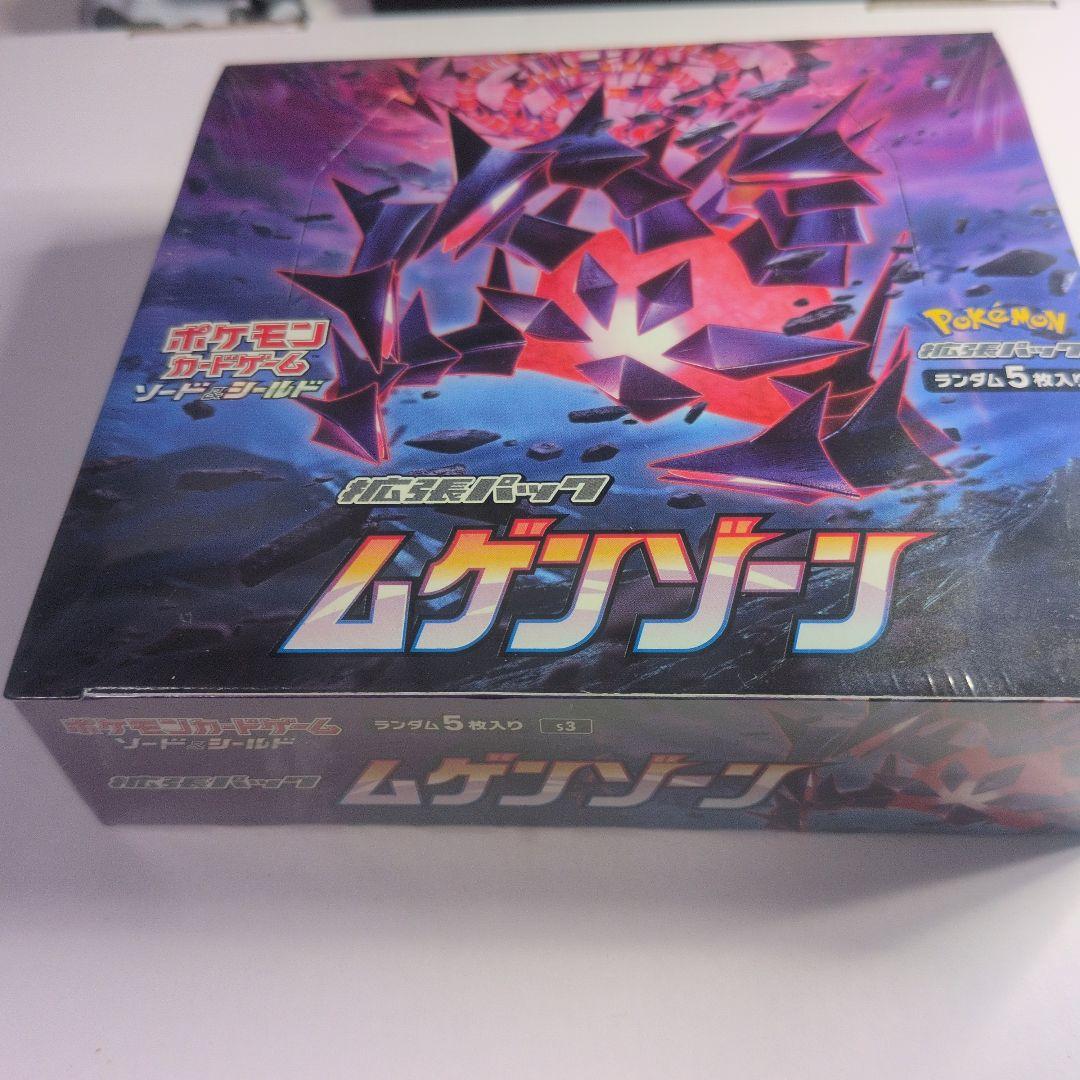 ポケモン
カードゲーム
ソード&シールド
Pokémon
拡張パック
ランダム5枚入り
拡張パック
ムゲンゾーン
ポケモンカードゲーム
ソード&シールド
ランダム5枚入り s3
拡張パック
ムゲンゾーン